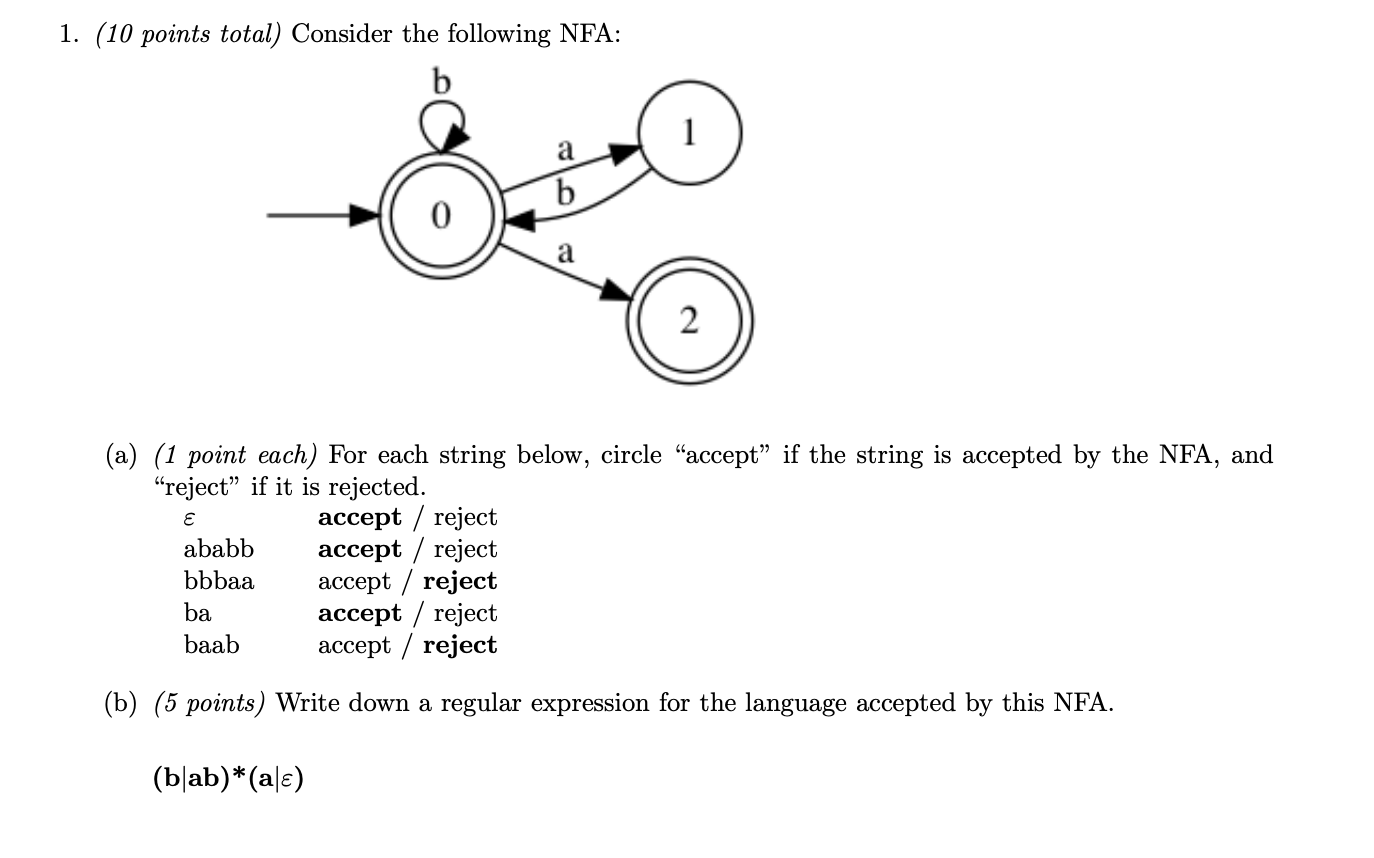 1. (10 points total) Consider the following NFA:
b
1
a
b
0
a
2
(a) (1 point each) For each string below, circle “accept” if the string is accepted by the NFA, and
“reject” if it is rejected.
ε accept / reject
ababb accept / reject
bbbaa accept / reject
ba accept / reject
baab accept / reject
(b) (5 points) Write down a regular expression for the language accepted by this NFA.
(b|ab)*(a|ε)